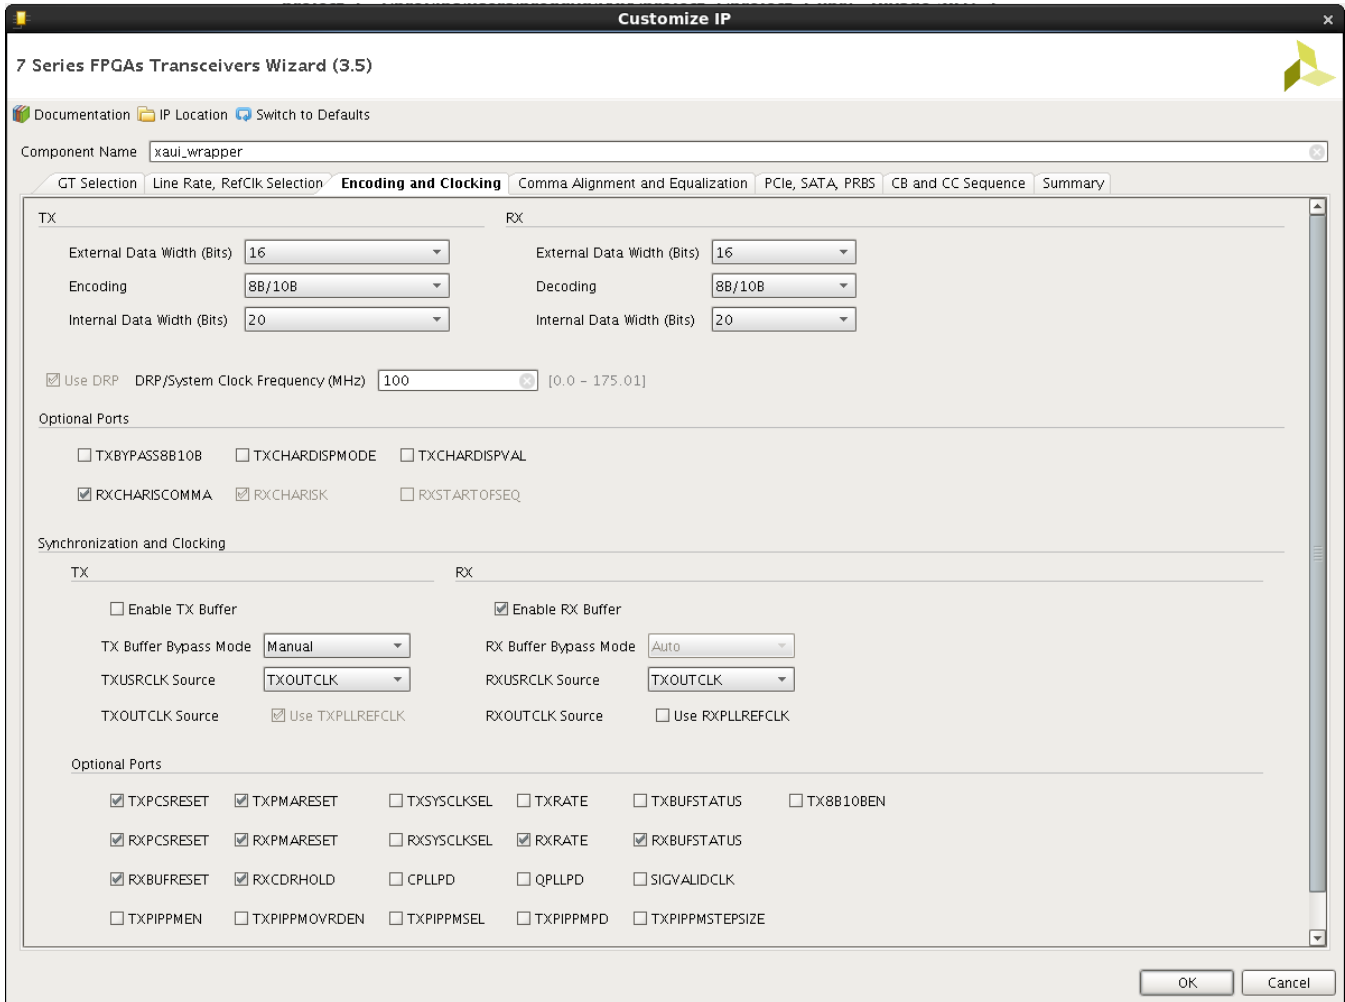 Customize IP
7 Series FPGAs Transceivers Wizard (3.5)
Documentation IP Location Switch to Defaults
Component Name xaui_wrapper
GT Selection Line Rate, RefClk Selection Encoding and Clocking Comma Alignment and Equalization PCIe, SATA, PRBS CB and CC Sequence Summary
TX RX
External Data Width (Bits) 16 External Data Width (Bits) 16
Encoding 8B/10B Decoding 8B/10B
Internal Data Width (Bits) 20 Internal Data Width (Bits) 20
Use DRP DRP/System Clock Frequency (MHz) 100 [0.0 - 175.01]
Optional Ports
TXBYPASS8B10B TXCHARDISPMODE TXCHARDISPVAL
RXCHARISCOMMA RXCHARISK RXSTARTOFSEQ
Synchronization and Clocking
TX RX
Enable TX Buffer Enable RX Buffer
TX Buffer Bypass Mode Manual RX Buffer Bypass Mode Auto
TXUSRCLK Source TXOUTCLK RXUSRCLK Source TXOUTCLK
TXOUTCLK Source Use TXPLLREFCLK RXOUTCLK Source Use RXPLLREFCLK
Optional Ports
TXPCSRESET TXPMARESET TXSYSCLKSEL TXRATE TXBUFSTATUS TX8B10BEN
RXPCSRESET RXPMARESET RXSYSCLKSEL RXRATE RXBUFSTATUS
RXBUFRESET RXCDRHOLD CPLLPD QPLLPD SIGVALIDCLK
TXPIPPMEN TXPIPPMOVRDEN TXPIPPMSEL TXPIPPMPD TXPIPPMSTEPSIZE
OK Cancel